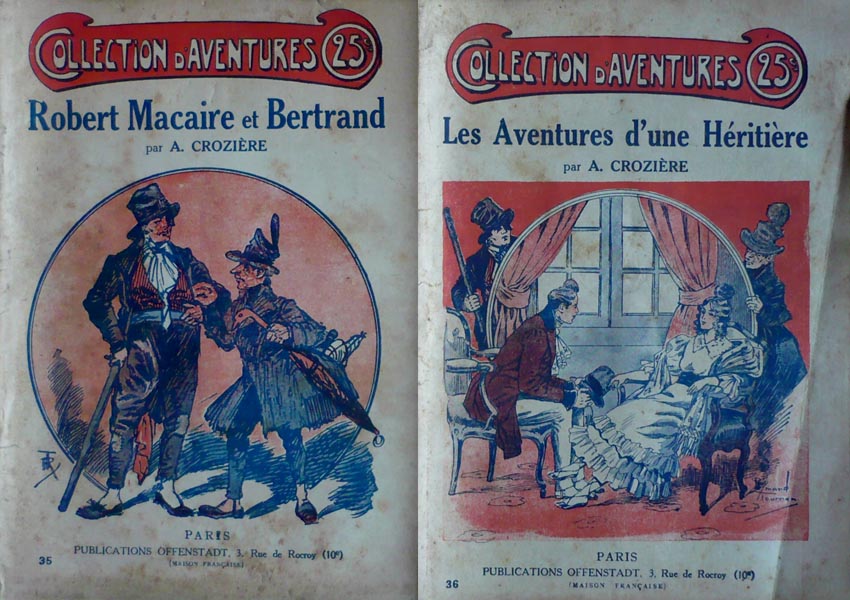 COLLECTION D'AVENTURES 25c
Robert Macaire et Bertrand
par A. CROZIÈRE
PARIS
PUBLICATIONS OFFENSTADT, 3, Rue de Rocroy (10e)
(MAISON FRANÇAISE)
35
COLLECTION D'AVENTURES 25c
Les Aventures d'une Héritière
par A. CROZIÈRE
PARIS
PUBLICATIONS OFFENSTADT, 3, Rue de Rocroy (10e)
(MAISON FRANÇAISE)
36